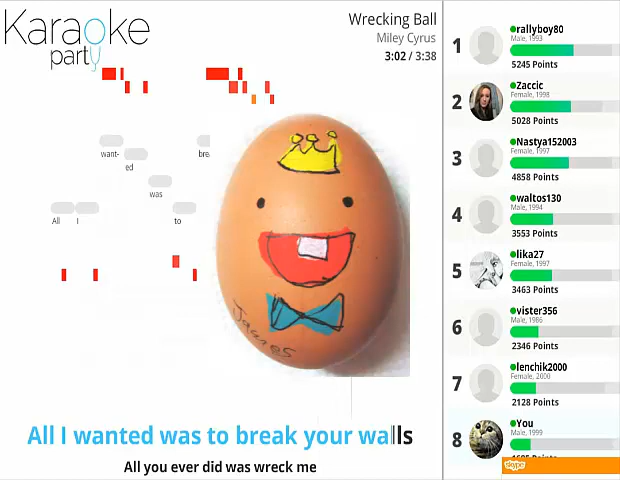 Karaoke
party
Wrecking Ball
Miley Cyrus
3:02 / 3:38
want-
ed
bre
was
All
I
to
James
All I wanted was to break your walls
All you ever did was wreck me
1
rallyboy80
Male, 1993
5245 Points
2
Zaccic
Female, 1998
5028 Points
3
Nastya152003
Female, 1997
4858 Points
4
waltos130
Male, 1994
3553 Points
5
lika27
Female, 1997
3463 Points
6
vister356
Male, 1986
2346 Points
7
lenchik2000
Female, 2000
2128 Points
8
You
Male, 1999
skype